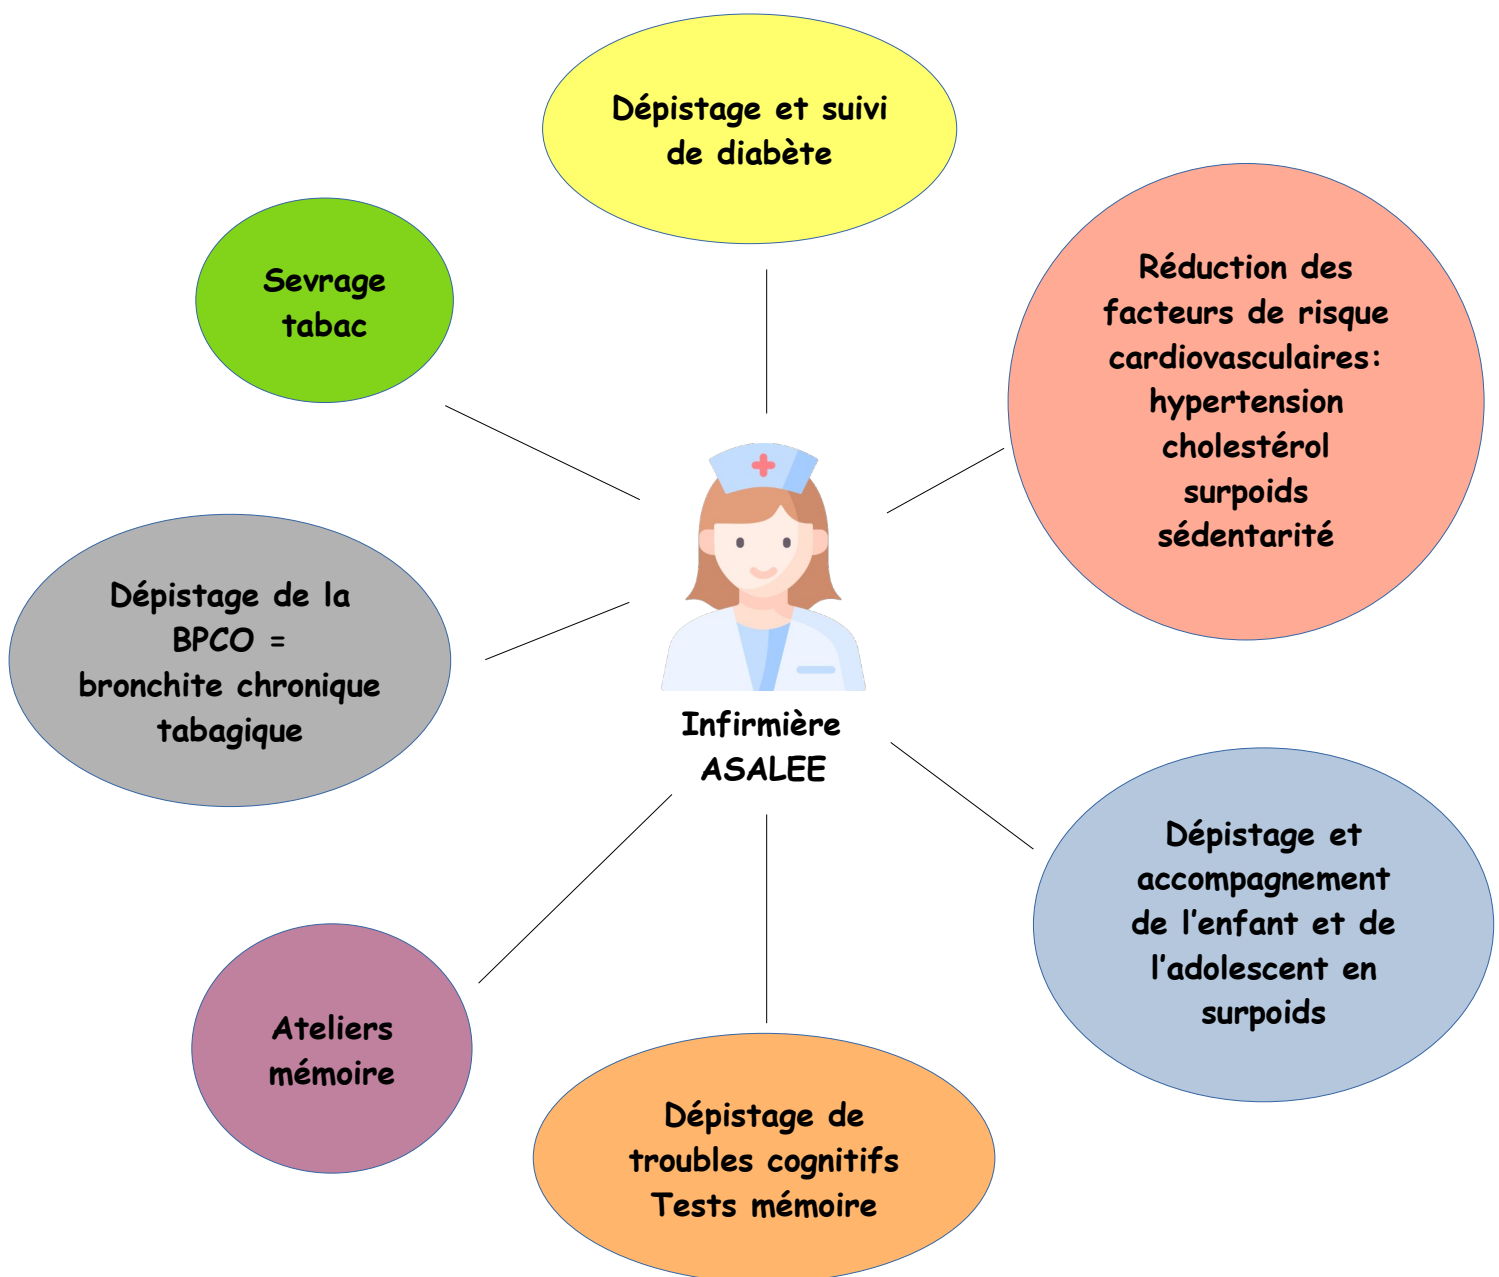 Dépistage et suivi
de diabète
Sevrage
tabac
Réduction des
facteurs de risque
cardiovasculaires:
hypertension
cholestérol
surpoids
sédentarité
Dépistage de la
BPCO =
bronchite chronique
tabagique
Infirmière
ASALEE
Dépistage et
accompagnement
de l'enfant et de
l'adolescent en
surpoids
Ateliers
mémoire
Dépistage de
troubles cognitifs
Tests mémoire